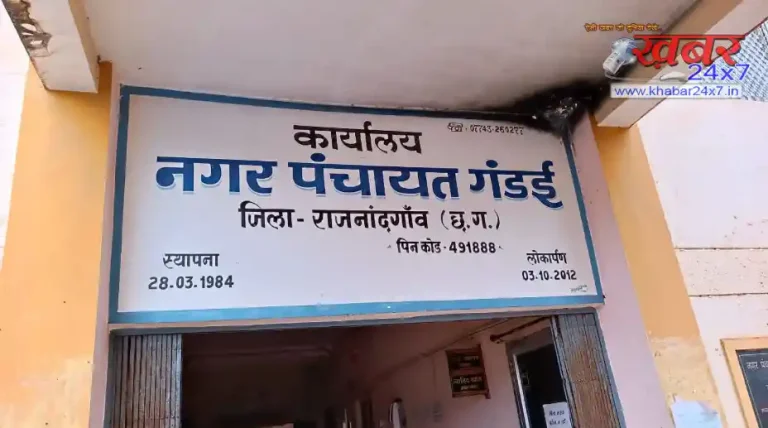 खबर
24x7
www.khabar24x7.in
कार्यालय
नगर पंचायत गंडई
जिला - राजनांदगाँव (छ.ग.)
पिन कोड - 491888
स्थापना
28.03.1984
लोकार्पण
03.10.2012